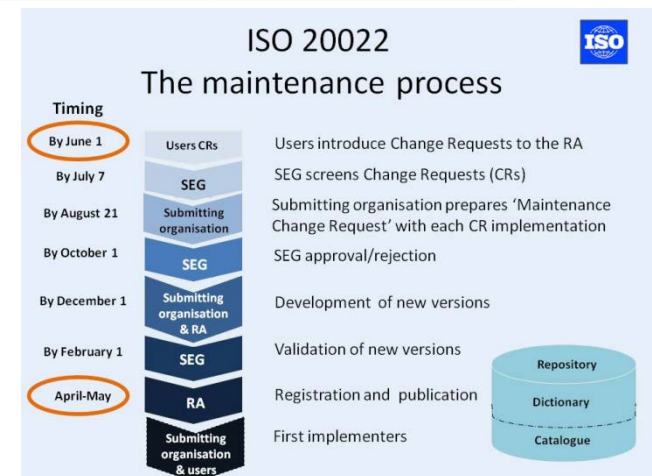 ISO 20022
ISO
The maintenance process
Timing
By June 1
Users CRs
Users introduce Change Requests to the RA
By July 7
SEG
SEG screens Change Requests (CRs)
By August 21
Submitting
organisation
Submitting organisation prepares ‘Maintenance
Change Request’ with each CR implementation
By October 1
SEG
SEG approval/rejection
By December 1
Submitting
organisation
& RA
Development of new versions
By February 1
SEG
Validation of new versions
April-May
RA
Registration and publication
Submitting
organisation
& users
First implementers
Repository
Dictionary
Catalogue